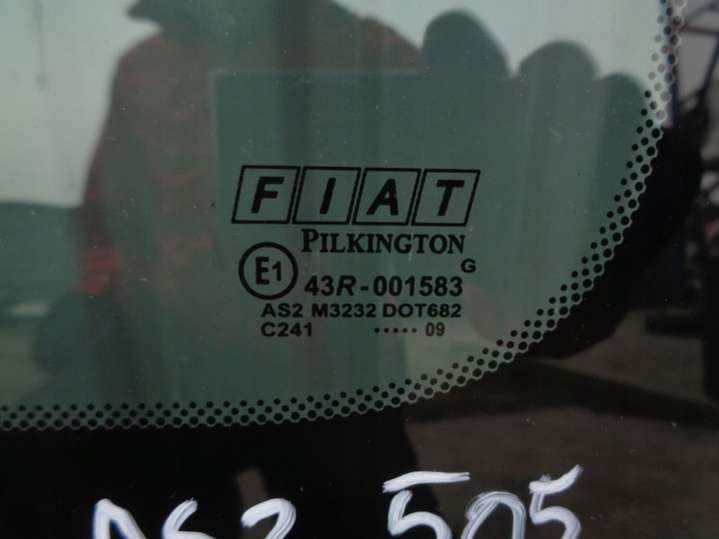 FIAT
PILKINGTON
E1 43R-001583 G
AS2 M3232 DOT682
C241 ••••• 09
AS2 505